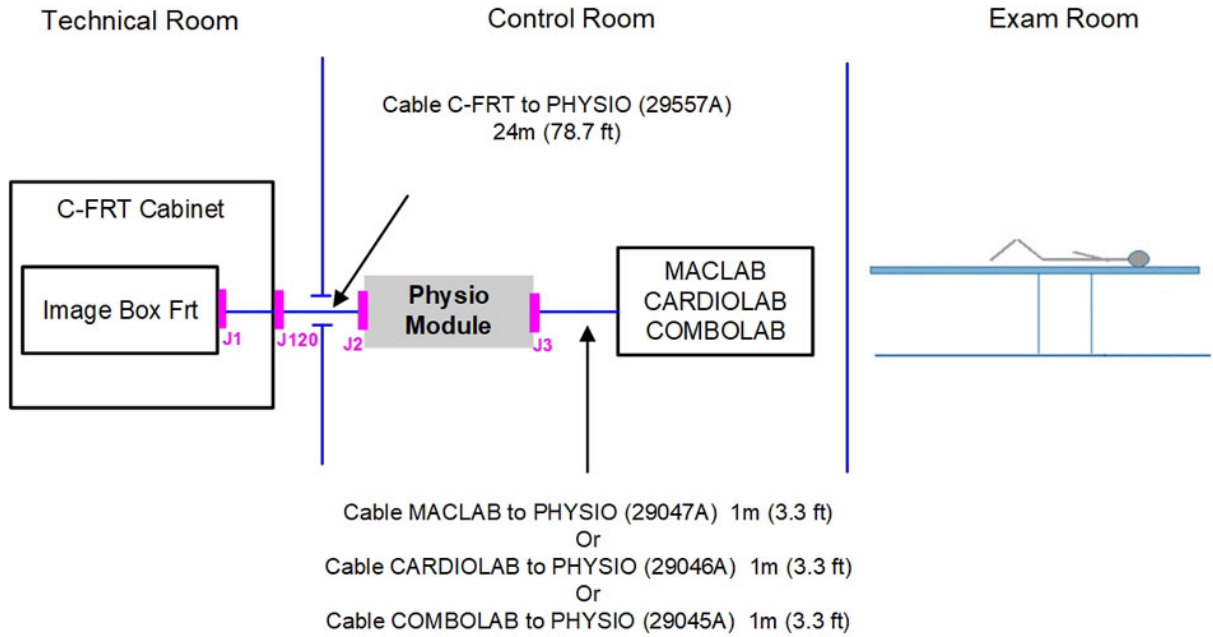 Technical Room
Control Room
Exam Room
Cable C-FRT to PHYSIO (29557A)
24m (78.7 ft)
C-FRT Cabinet
Image Box Frt
J1
J120
J2
Physio
Module
J3
MACLAB
CARDIOLAB
COMBOLAB
Cable MACLAB to PHYSIO (29047A) 1m (3.3 ft)
Or
Cable CARDIOLAB to PHYSIO (29046A) 1m (3.3 ft)
Or
Cable COMBOLAB to PHYSIO (29045A) 1m (3.3 ft)